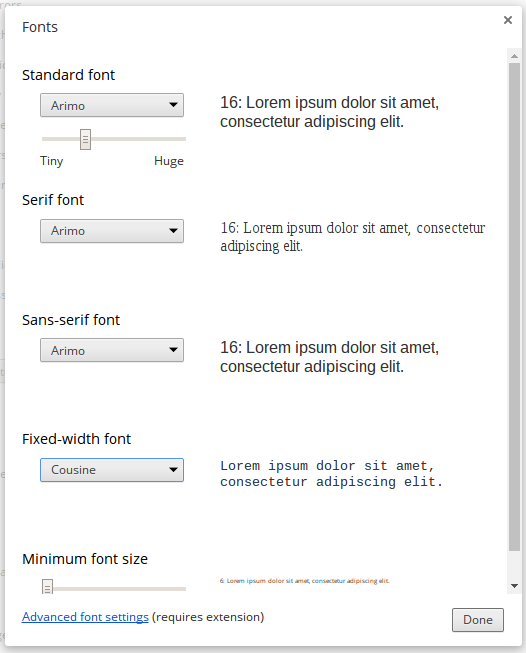 Fonts
Standard font
Arimo
16: Lorem ipsum dolor sit amet,
consectetur adipiscing elit.
Tiny Huge
Serif font
Arimo
16: Lorem ipsum dolor sit amet, consectetur
adipiscing elit.
Sans-serif font
Arimo
16: Lorem ipsum dolor sit amet,
consectetur adipiscing elit.
Fixed-width font
Cousine
Lorem ipsum dolor sit amet,
consectetur adipiscing elit.
Minimum font size
6: Lorem ipsum dolor sit amet, consectetur adipiscing elit.
Advanced font settings (requires extension)
Done